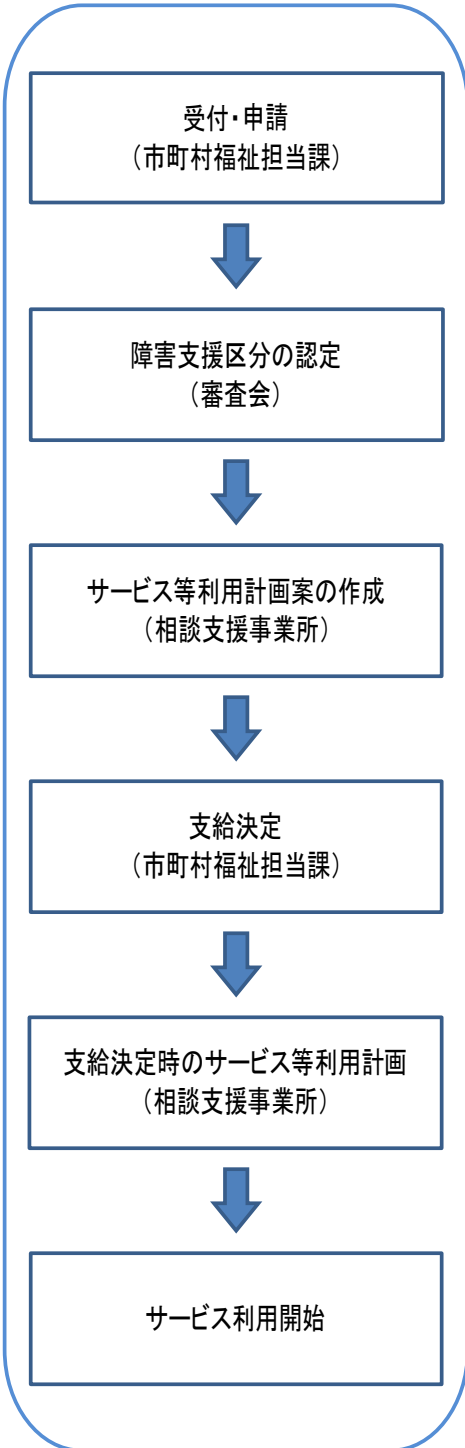 受付・申請
（市町村福祉担当課）
障害支援区分の認定
（審査会）
サービス等利用計画案の作成
（相談支援事業所）
支給決定
（市町村福祉担当課）
支給決定時のサービス等利用計画
（相談支援事業所）
サービス利用開始